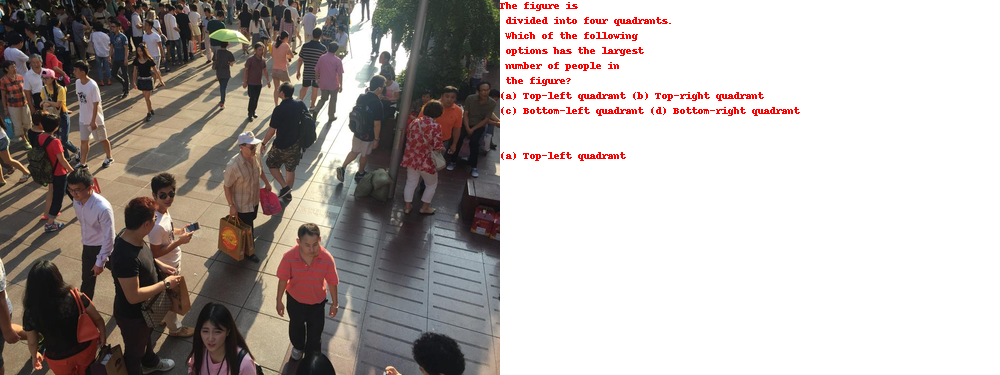 The figure is
divided into four quadrants.
Which of the following
options has the largest
number of people in
the figure?
(a) Top-left quadrant (b) Top-right quadrant
(c) Bottom-left quadrant (d) Bottom-right quadrant
(a) Top-left quadrant